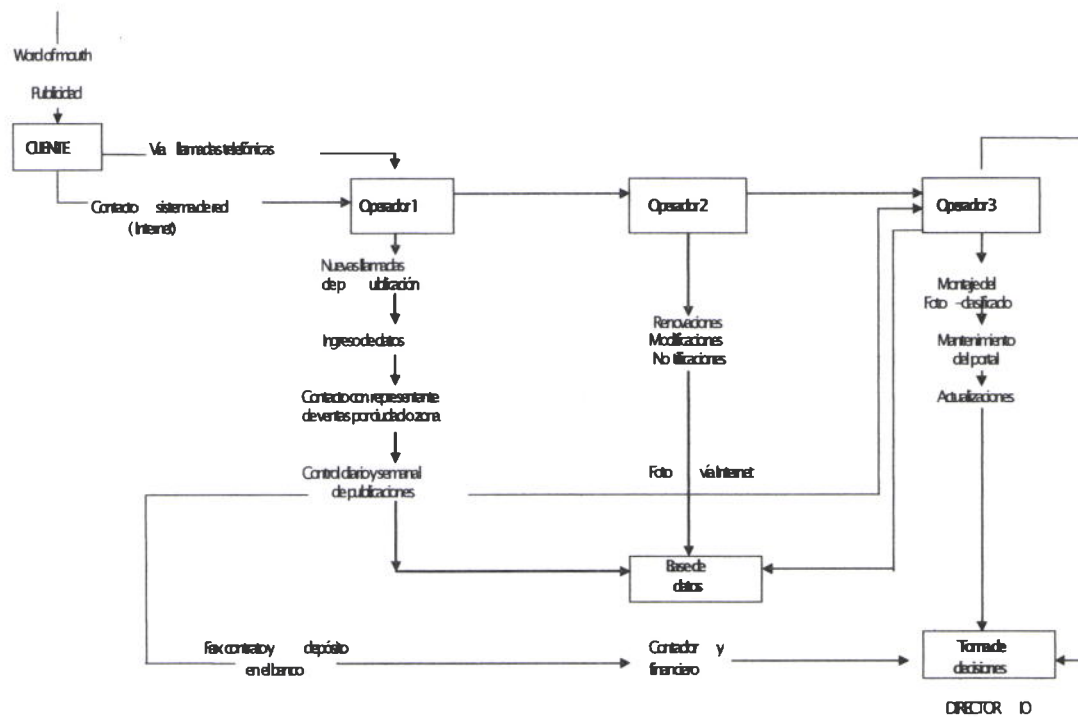 Word of mouth
Publicidad
CLIENTE
Vía llamadas telefónicas
Contacto sistema de red
(Internet)
Operador 1
Operador 2
Operador 3
Nuevas llamadas
de publicación
Ingreso de datos
Contacto con representante
de ventas por ciudad o zona
Control diario y semanal
de publicaciones
Renovaciones
Modificaciones
Notificaciones
Montaje del
Foto - clasificado
Mantenimiento
del portal
Actualizaciones
Foto vía Internet
Base de
datos
Fax contrato y depósito
en el banco
Contador y
financiero
Toma de
decisiones
DIRECTOR IO